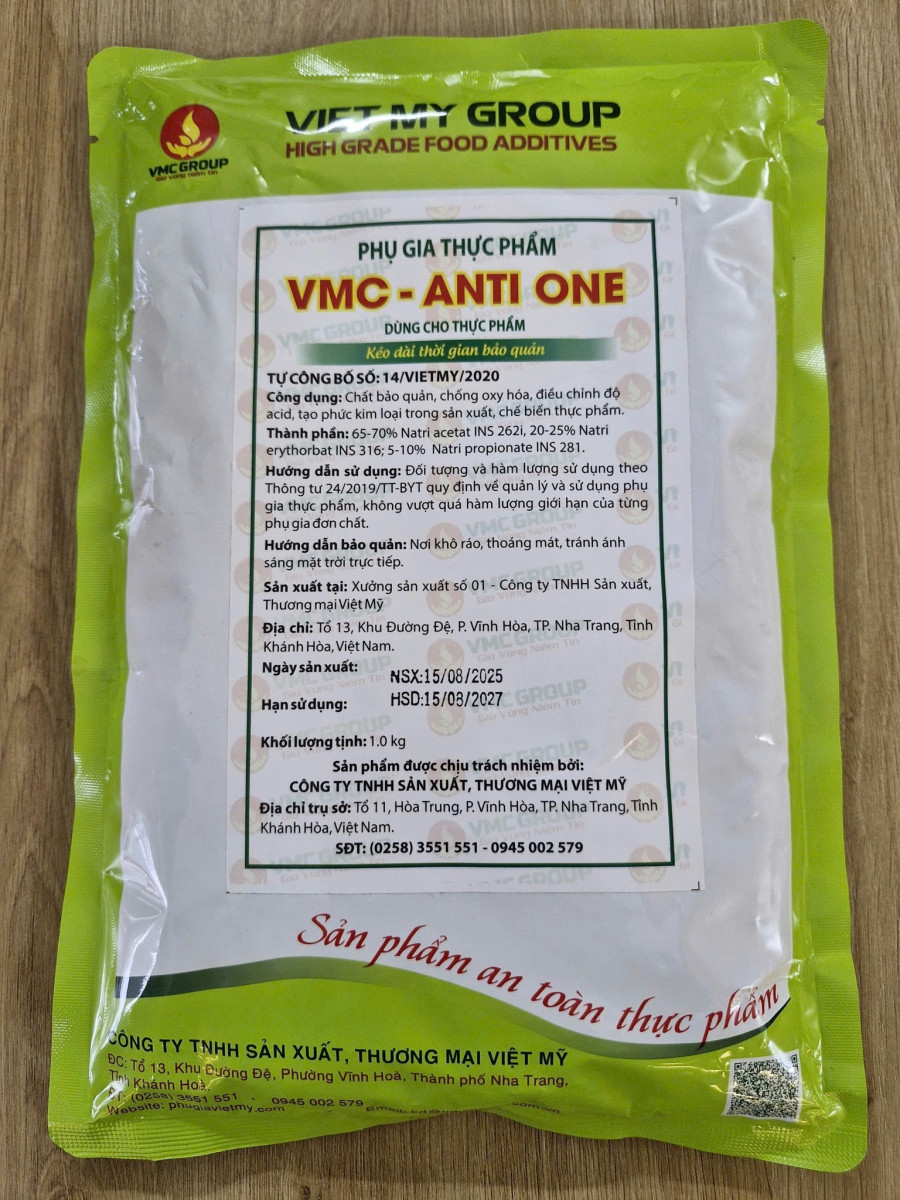 VIET MY GROUP
HIGH GRADE FOOD ADDITIVES
VMCGROUP
Giữ Vững Niềm Tin
PHỤ GIA THỰC PHẨM
VMC - ANTI ONE
DÙNG CHO THỰC PHẨM
Kéo dài thời gian bảo quản
TỰ CÔNG BỐ SỐ: 14/VIETMY/2020
Công dụng: Chất bảo quản, chống oxy hóa, điều chỉnh độ
acid, tạo phức kim loại trong sản xuất, chế biến thực phẩm.
Thành phần: 65-70% Natri acetat INS 262i, 20-25% Natri
erythorbat INS 316; 5-10% Natri propionate INS 281.
Hướng dẫn sử dụng: Đối tượng và hàm lượng sử dụng theo
Thông tư 24/2019/TT-BYT quy định về quản lý và sử dụng phụ
gia thực phẩm, không vượt quá hàm lượng giới hạn của từng
phụ gia đơn chất.
Hướng dẫn bảo quản: Nơi khô ráo, thoáng mát, tránh ánh
sáng mặt trời trực tiếp.
Sản xuất tại: Xưởng sản xuất số 01 - Công ty TNHH Sản xuất,
Thương mại Việt Mỹ
Địa chỉ: Tổ 13, Khu Đường Đệ, P. Vĩnh Hòa, TP. Nha Trang, Tỉnh
Khánh Hòa, Việt Nam.
Ngày sản xuất: NSX:15/08/2025
Hạn sử dụng: HSD:15/08/2027
Khối lượng tịnh: 1.0 kg
Sản phẩm được chịu trách nhiệm bởi:
CÔNG TY TNHH SẢN XUẤT, THƯƠNG MẠI VIỆT MỸ
Địa chỉ trụ sở: Tổ 11, Hòa Trung, P. Vĩnh Hòa, TP. Nha Trang, Tỉnh
Khánh Hòa, Việt Nam.
SĐT: (0258) 3551 551 - 0945 002 579
Sản phẩm an toàn thực phẩm
CÔNG TY TNHH SẢN XUẤT, THƯƠNG MẠI VIỆT MỸ
ĐC: Tổ 13, Khu Đường Đệ, Phường Vĩnh Hoà, Thành phố Nha Trang,
Tỉnh Khánh Hoà.
ĐT: (0258) 3551 551 - 0945 002 579
Website: phugiavietmy.com